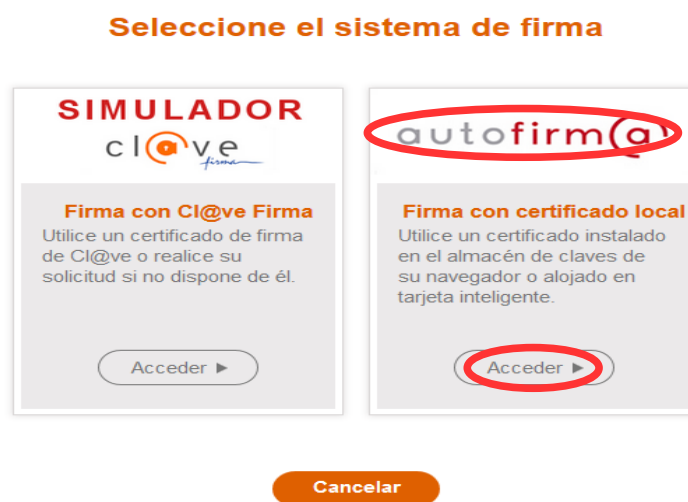 Seleccione el sistema de firma
SIMULADOR
cl@ve
firma
Firma con Cl@ve Firma
Utilice un certificado de firma
de Cl@ve o realice su
solicitud si no dispone de él.
Acceder ►
autofirm@
Firma con certificado local
Utilice un certificado instalado
en el almacén de claves de
su navegador o alojado en
tarjeta inteligente.
Acceder ►
Cancelar